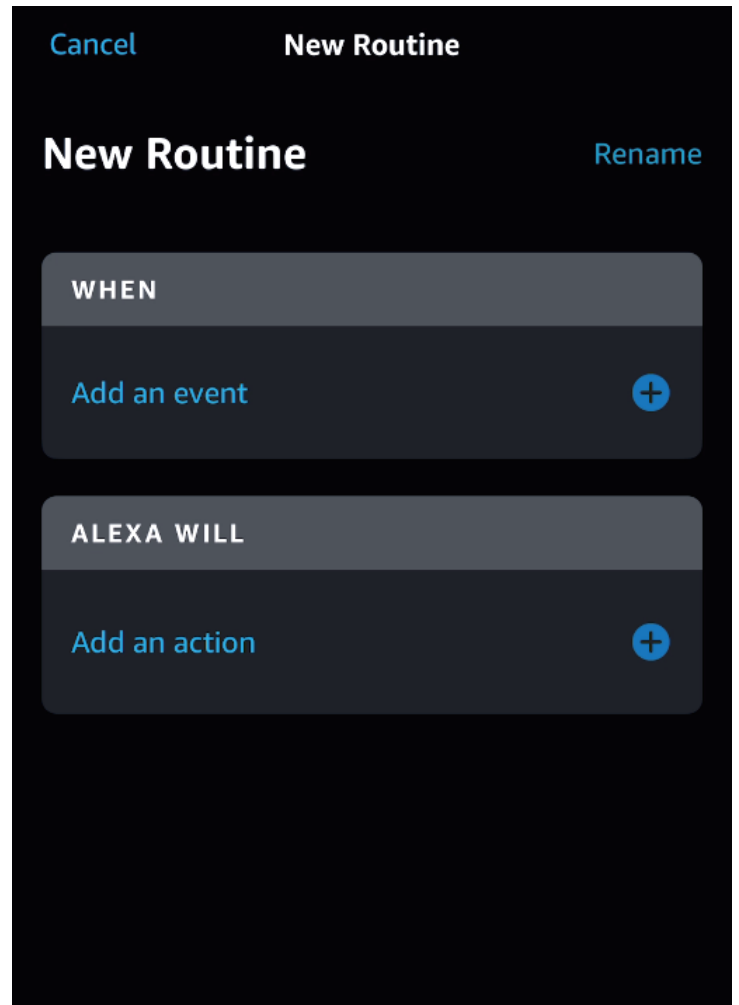 Cancel New Routine
New Routine Rename
WHEN
Add an event
ALEXA WILL
Add an action